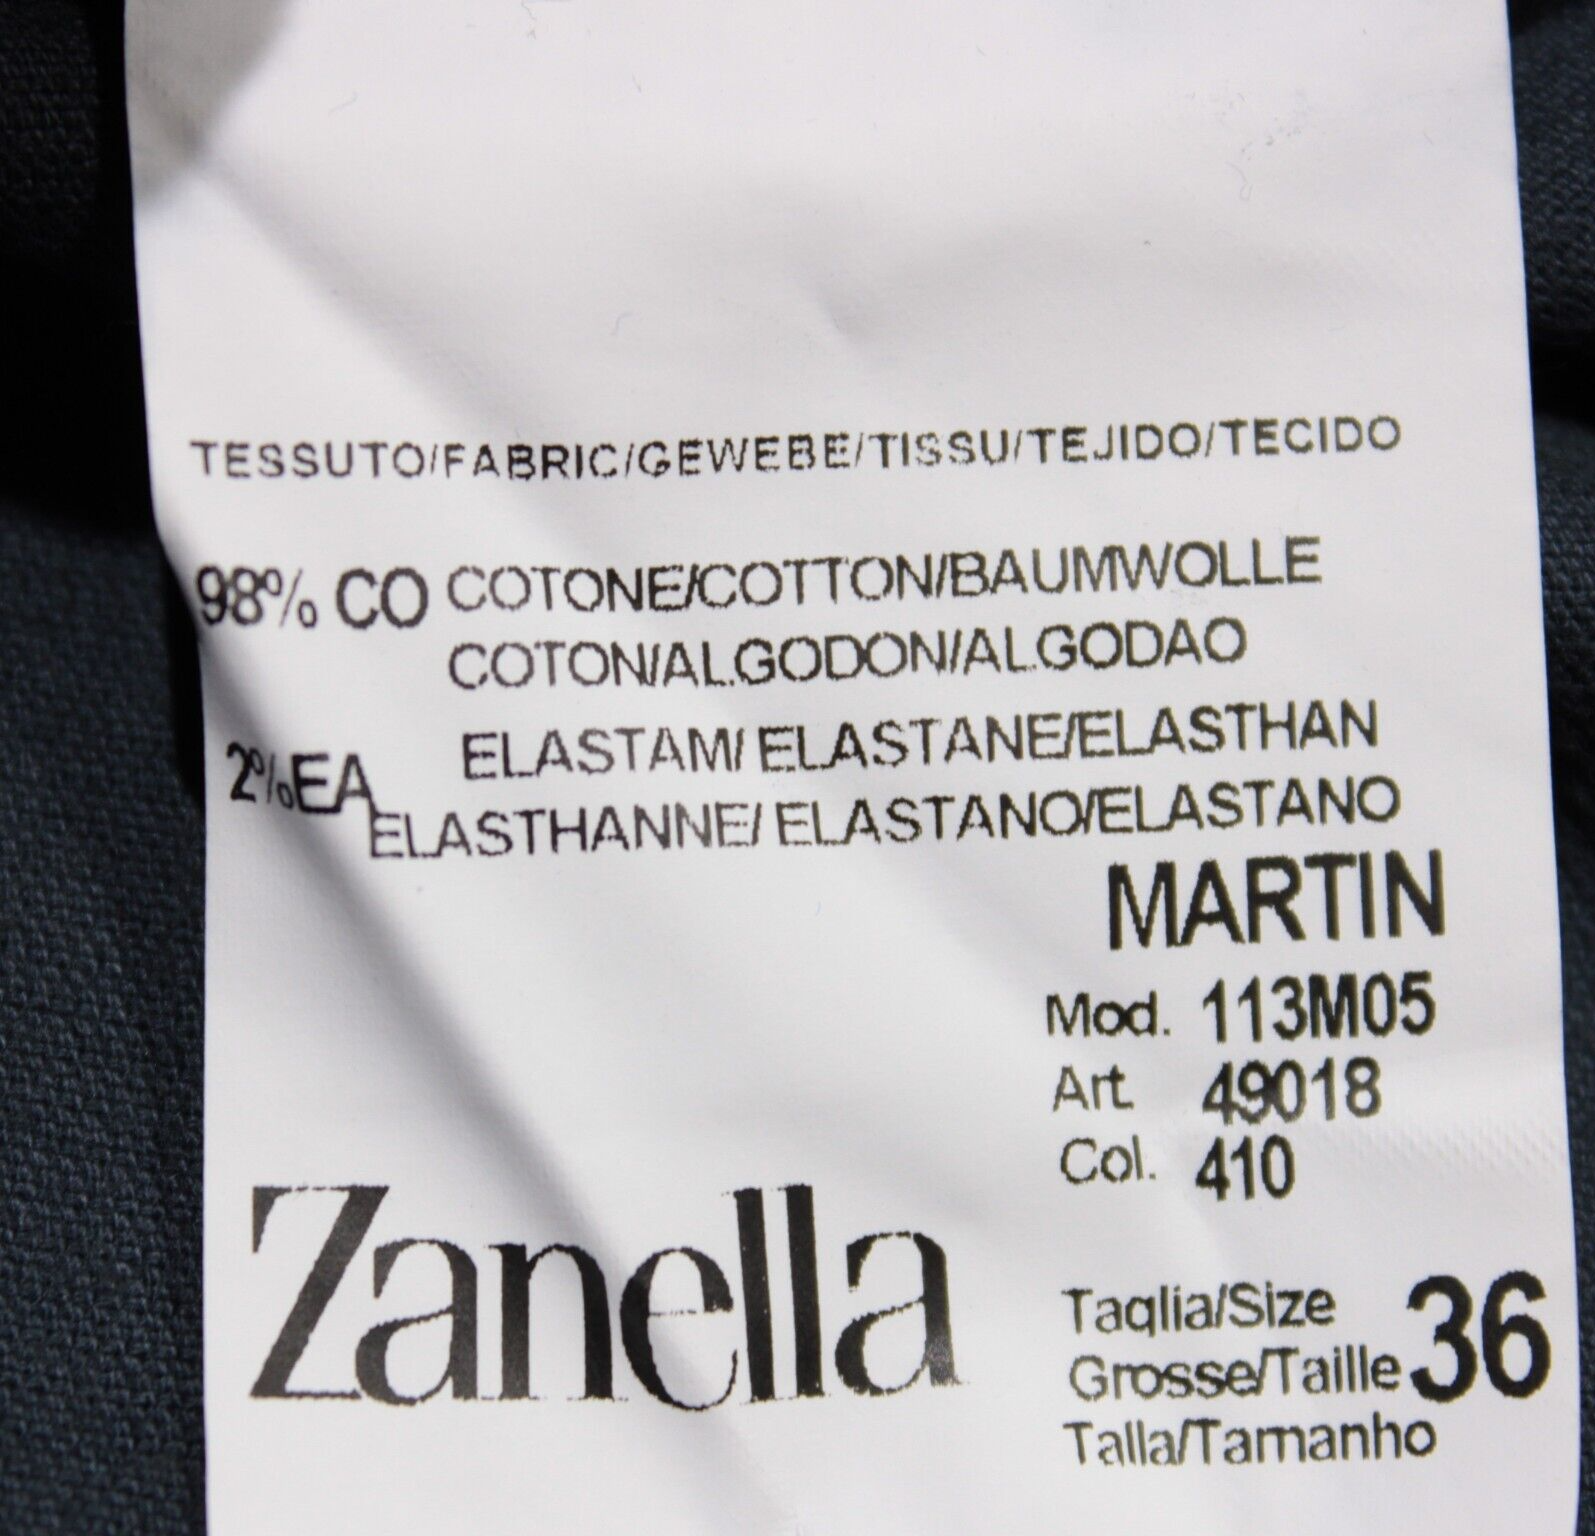 TESSUTO/FABRIC/GEWEBE/TISSU/TEJIDO/TECIDO
98% CO COTONE/COTTON/BAUMWOLLE
COTON/ALGODON/ALGODAO
2%EA ELASTAM/ ELASTANE/ELASTHAN
ELASTHANNE/ ELASTANO/ELASTANO
MARTIN
Mod. 113M05
Art. 49018
Col. 410
Zanella
Taglia/Size
Grosse/Taille 36
Talla/Tamanho